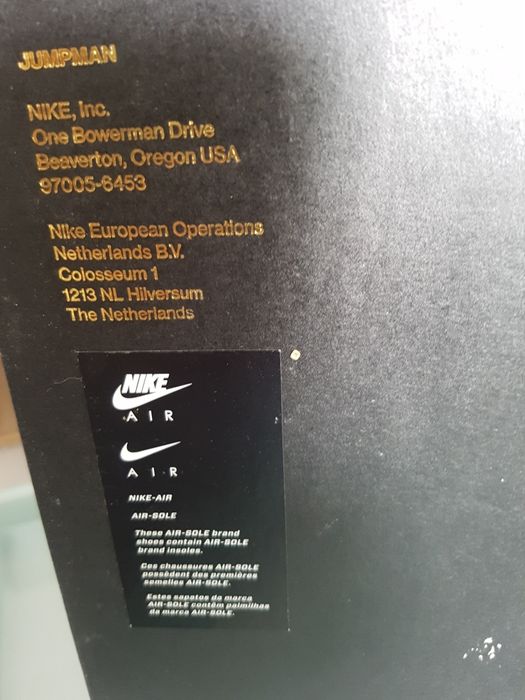 JUMPMAN
NIKE, Inc.
One Bowerman Drive
Beaverton, Oregon USA
97005-6453
Nike European Operations
Netherlands B.V.
Colosseum 1
1213 NL Hilversum
The Netherlands
NIKE
AIR
AIR
NIKE-AIR
AIR-SOLE
These AIR-SOLE brand
shoes contain AIR-SOLE
brand insoles.
Ces chaussures AIR-SOLE
possèdent des premières
semelles AIR-SOLE.
Estes sapatos da marca
AIR-SOLE contêm palmilhas
da marca AIR-SOLE.